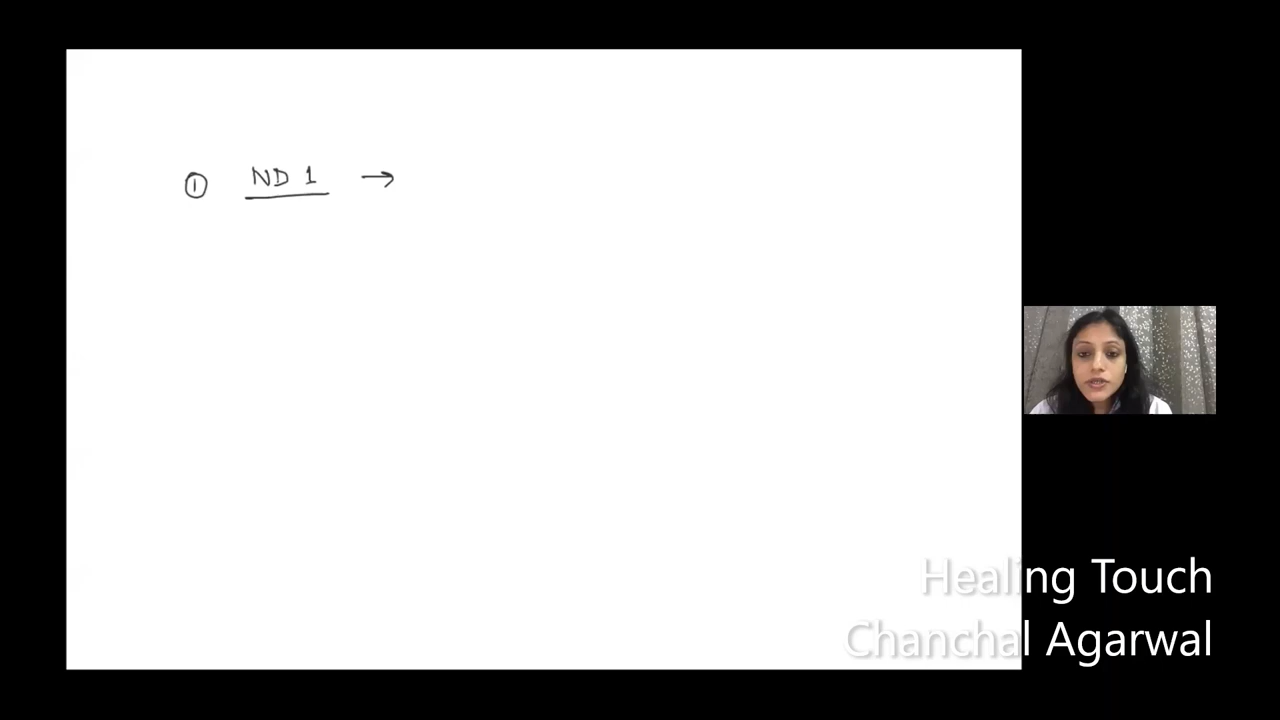 ① ND 1 →
Healing Touch
Chanchal Agarwal